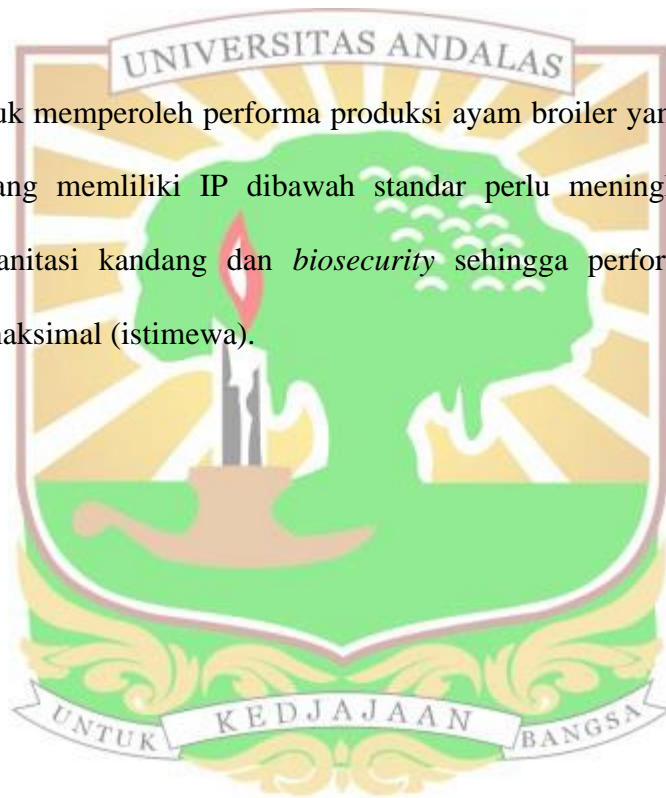 UNIVERSITAS ANDALAS
uk memperoleh performa produksi ayam broiler yan
ang memliliki IP dibawah standar perlu mening
anitasi kandang dan biosecurity sehingga perfor
aksimal (istimewa).
UNTUK KEDJAJAAN BANGSA